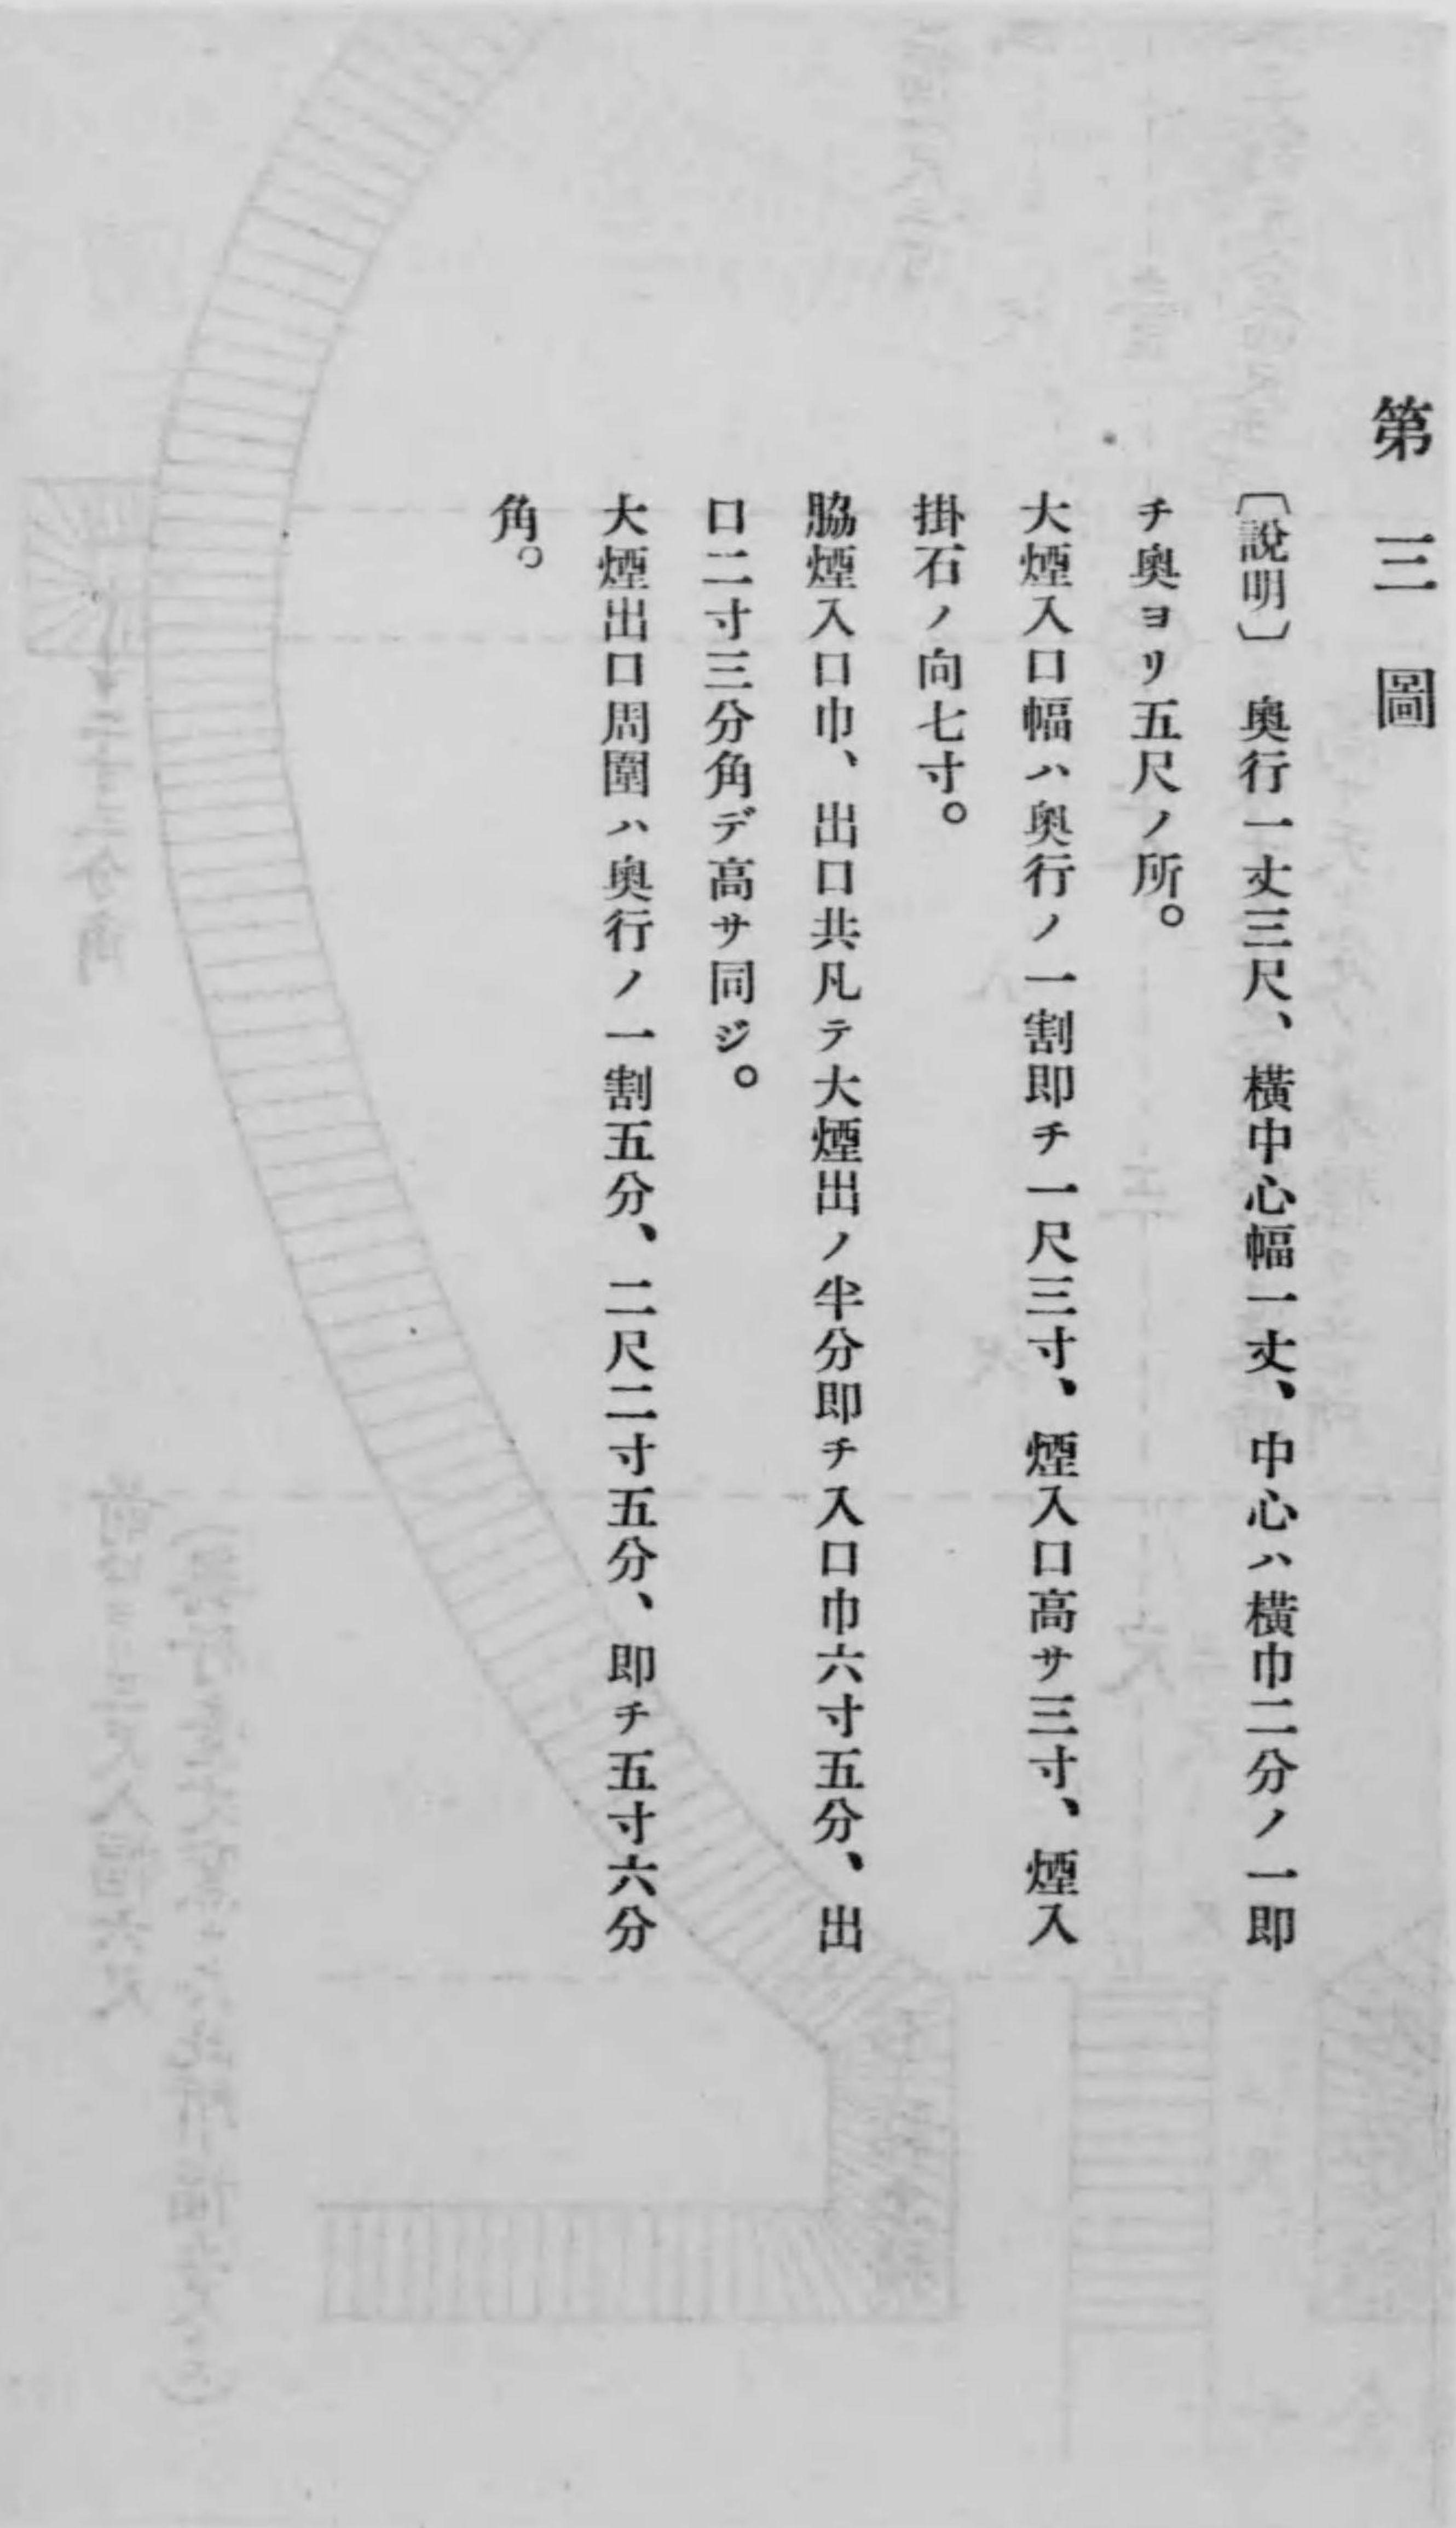 第三圖
〔說明〕　奥行一丈三尺、橫中心幅一丈、中心ハ橫巾二分ノ一即
チ奥ヨリ五尺ノ所。
大煙入口幅ハ奥行ノ一割即チ一尺三寸、煙入口高サ三寸、煙入
掛石ノ向七寸。
脇煙入口巾、出口共凡テ大煙出ノ半分即チ入口巾六寸五分、出
口二寸三分角デ高サ同ジ。
大煙出口周圍ハ奥行ノ一割五分、二尺二寸五分、即チ五寸六分
角。